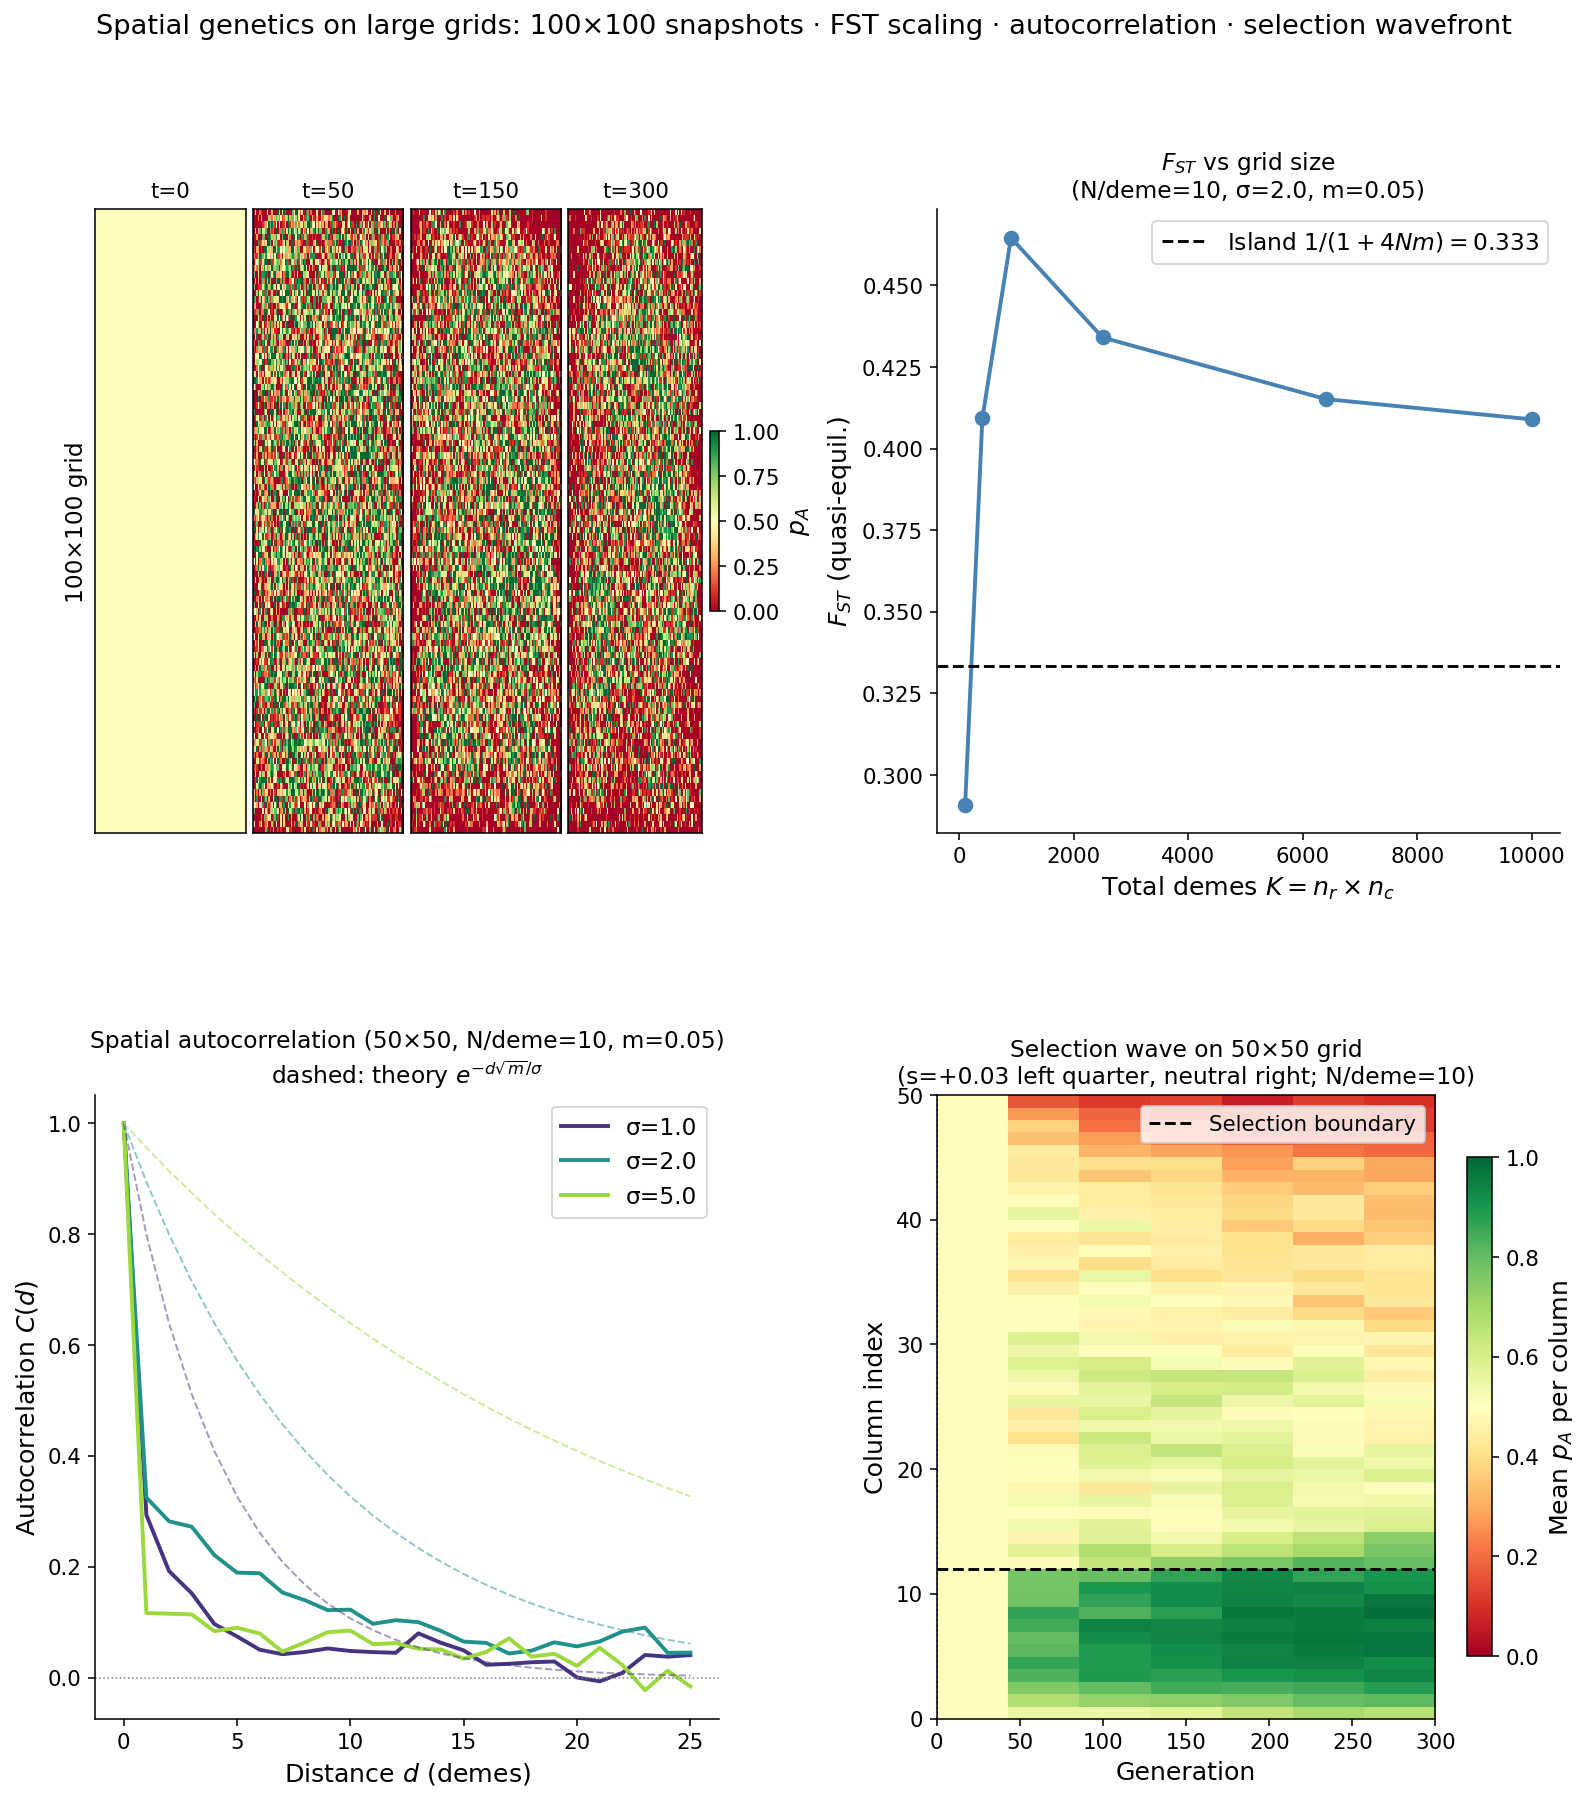 Spatial genetics on large grids: 100×100 snapshots · FST scaling · autocorrelation · selection wavefront
t=0
t=50
t=150
t=300
100×100 grid
1.00
0.75
0.50
0.25
0.00
p_A
F_{ST} vs grid size
(N/deme=10, σ=2.0, m=0.05)
Island 1/(1 + 4Nm) = 0.333
F_{ST} (quasi-equil.)
0.450
0.425
0.400
0.375
0.350
0.325
0.300
0
2000
4000
6000
8000
10000
Total demes K = n_r × n_c
Spatial autocorrelation (50×50, N/deme=10, m=0.05)
dashed: theory e^{−d√m/σ}
σ=1.0
σ=2.0
σ=5.0
Autocorrelation C(d)
1.0
0.8
0.6
0.4
0.2
0.0
0
5
10
15
20
25
Distance d (demes)
Selection wave on 50×50 grid
(s=+0.03 left quarter, neutral right; N/deme=10)
Selection boundary
Column index
50
40
30
20
10
0
0
50
100
150
200
250
300
Generation
1.0
0.8
0.6
0.4
0.2
0.0
Mean p_A per column